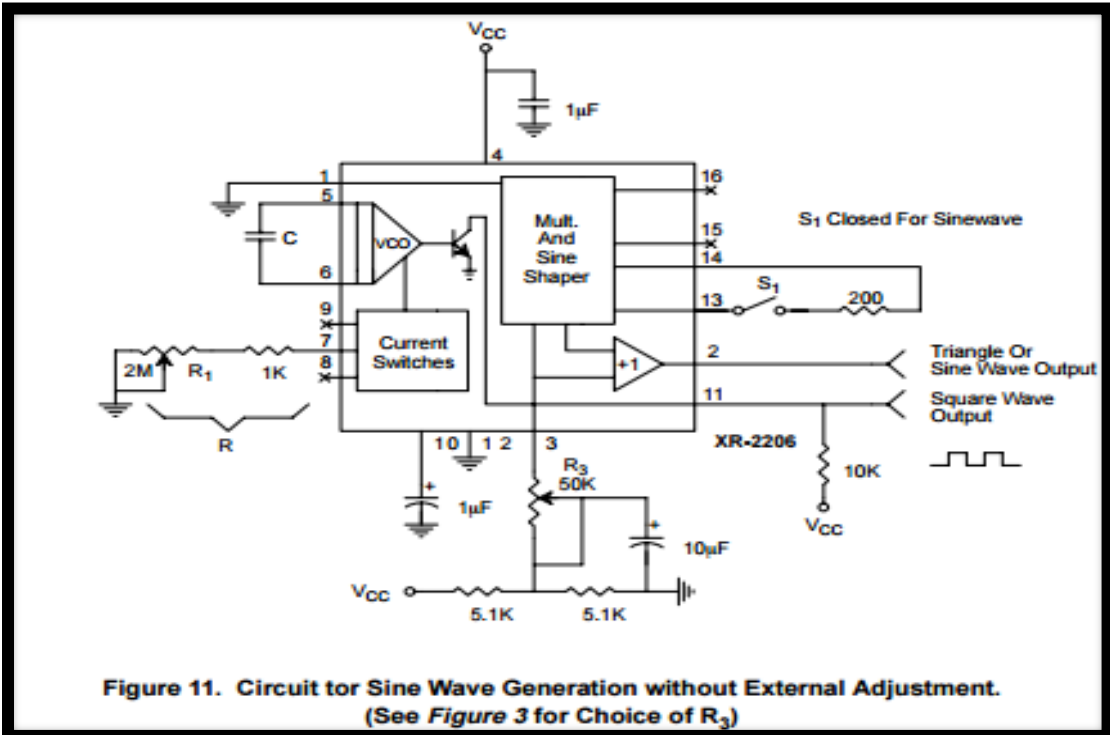 VCC
1µF
4
1
16
5
15
S1 Closed For Sinewave
Mult.
And
Sine
Shaper
C
VCO
14
6
S1
13
200
9
7
Current
Switches
2M
R1
1K
8
+1
2
Triangle Or
Sine Wave Output
11
Square Wave
Output
R
10
1 2
3
XR-2206
R3
50K
10K
1µF
+
+
10µF
VCC
VCC
5.1K
5.1K
Figure 11. Circuit tor Sine Wave Generation without External Adjustment.
(See Figure 3 for Choice of R3)